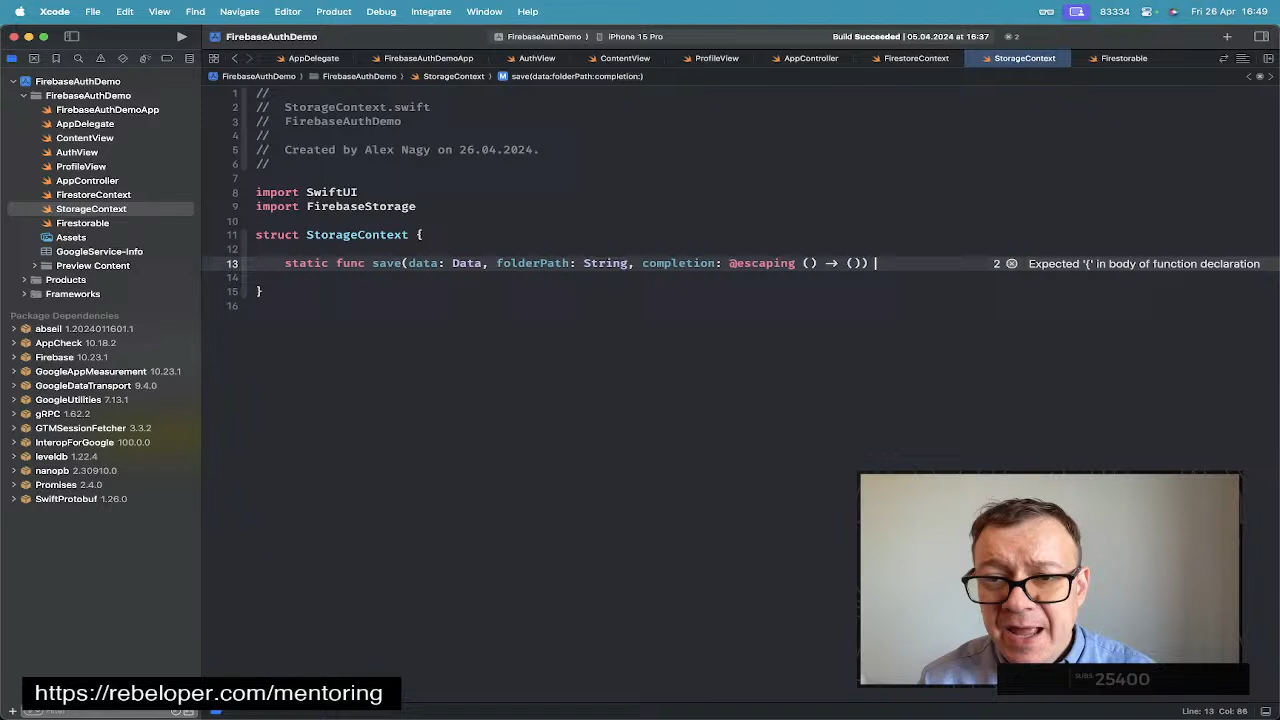 Xcode File Edit View Find Navigate Editor Product Debug Integrate Window Help 83334 Fri 26 Apr 16:49
FirebaseAuthDemo FirebaseAuthDemo iPhone 15 Pro Build Succeeded | 05.04.2024 at 16:37 2
AppDelegate FirebaseAuthDemoApp AuthView ContentView ProfileView AppController FirestoreContext StorageContext Firestorable
FirebaseAuthDemo FirebaseAuthDemo StorageContext M save(data:folderPath:completion:)
FirebaseAuthDemo
FirebaseAuthDemo
FirebaseAuthDemoApp
AppDelegate
ContentView
AuthView
ProfileView
AppController
FirestoreContext
StorageContext
Firestorable
Assets
GoogleService-Info
Preview Content
Products
Frameworks
Package Dependencies
abseil 1.2024011601.1
AppCheck 10.18.2
Firebase 10.23.1
GoogleAppMeasurement 10.23.1
GoogleDataTransport 9.4.0
GoogleUtilities 7.13.1
gRPC 1.62.2
GTMSessionFetcher 3.3.2
InteropForGoogle 100.0.0
leveldb 1.22.4
nanopb 2.30910.0
Promises 2.4.0
SwiftProtobuf 1.26.0
1 //
2 // StorageContext.swift
3 // FirebaseAuthDemo
4 //
5 // Created by Alex Nagy on 26.04.2024.
6 //
7
8 import SwiftUI
9 import FirebaseStorage
10
11 struct StorageContext {
12
13 static func save(data: Data, folderPath: String, completion: @escaping () -> ()) 2 Expected '{' in body of function declaration
14
15 }
16
SUBS: 25400
https://rebeloper.com/mentoring
Line: 13 Col: 86